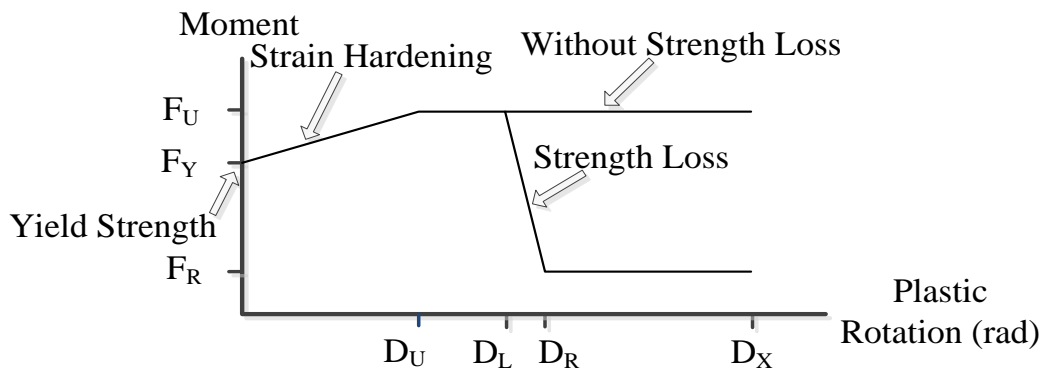 Moment
Strain Hardening
Without Strength Loss
F_U
F_Y
Strength Loss
Yield Strength
F_R
Plastic
Rotation (rad)
D_U
D_L
D_R
D_X